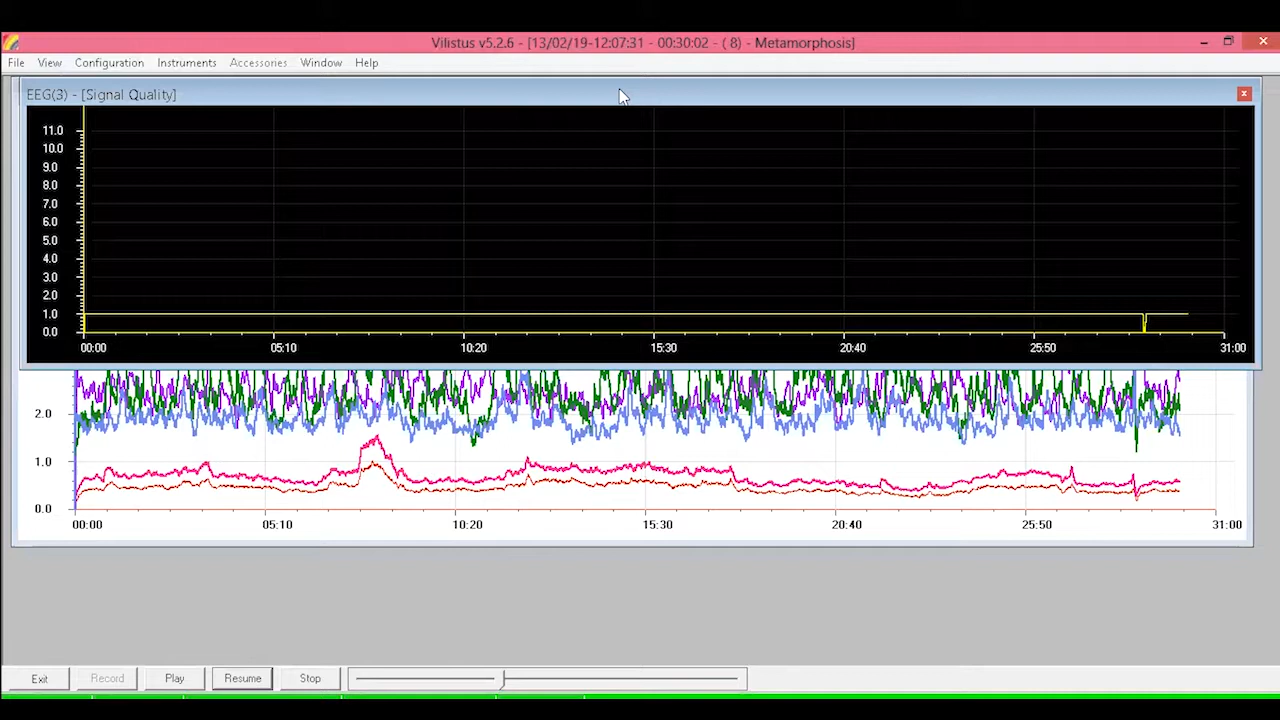 Vilistus v5.2.6 - [13/02/19-12:07:31 - 00:30:02 - ( 8) - Metamorphosis]
File View Configuration Instruments Accessories Window Help
EEG(3) - [Signal Quality]
11.0
10.0
9.0
8.0
7.0
6.0
5.0
4.0
3.0
2.0
1.0
0.0
00:00 05:10 10:20 15:30 20:40 25:50 31:00
2.0
1.0
0.0
00:00 05:10 10:20 15:30 20:40 25:50 31:00
Exit Record Play Resume Stop